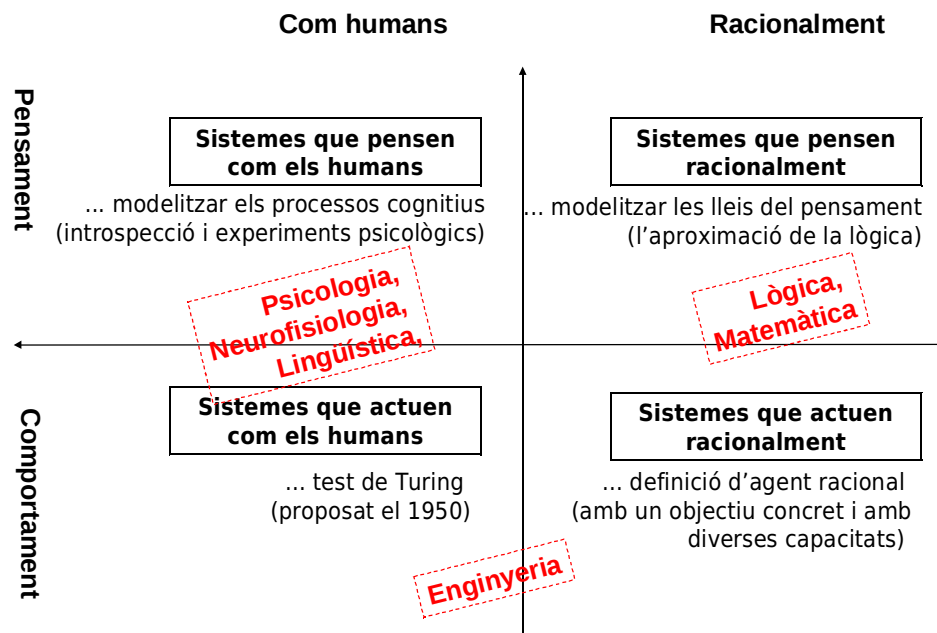 Com humans
Racionalment
Pensament
Sistemes que pensen
com els humans
... modelitzar els processos cognitius
(introspecció i experiments psicològics)
Sistemes que pensen
racionalment
... modelitzar les lleis del pensament
(l’aproximació de la lògica)
Psicologia,
Neurofisiologia,
Lingüística,
Lògica,
Matemàtica
Comportament
Sistemes que actuen
com els humans
... test de Turing
(proposat el 1950)
Sistemes que actuen
racionalment
... definició d’agent racional
(amb un objectiu concret i amb
diverses capacitats)
Enginyeria